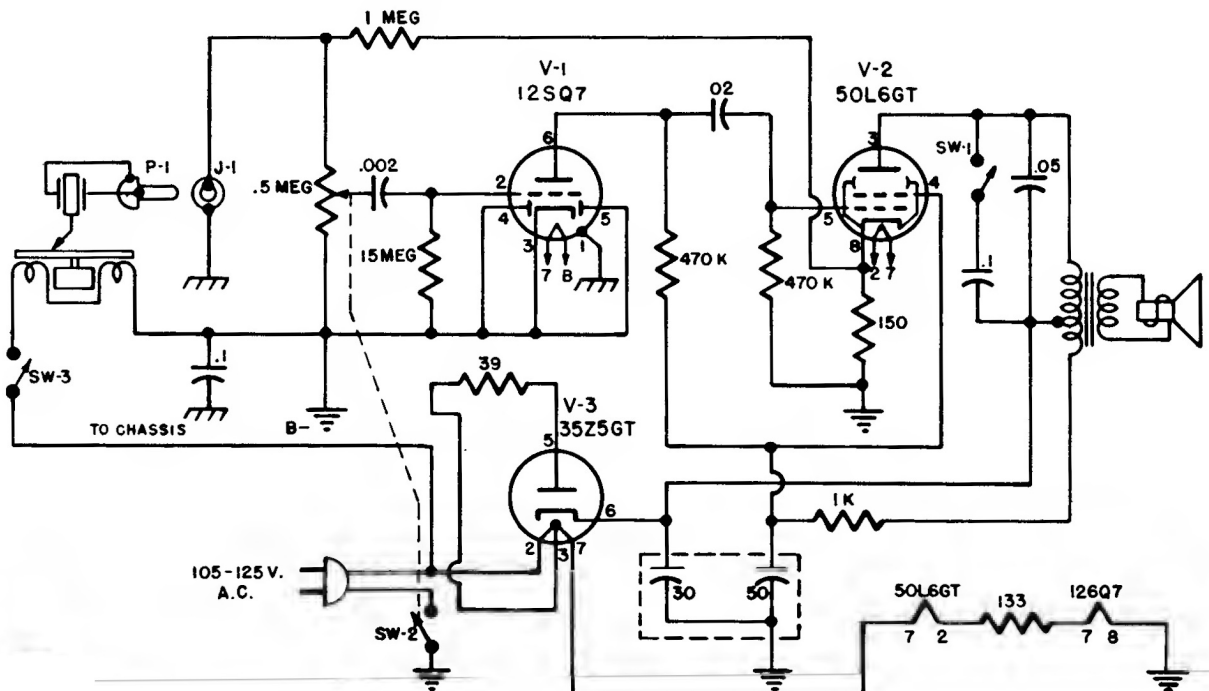 1 MEG
V-1
12SQ7
V-2
50L6GT
.02
6
3
SW-1
.05
P-1
J-1
.5 MEG
.002
2
4
5
3
1
7
8
15 MEG
470 K
470 K
5
4
8
2
7
150
.1
.1
SW-3
TO CHASSIS
B-
39
V-3
35Z5GT
5
6
2
3
7
1K
105-125 V.
A.C.
SW-2
30
50
50L6GT
133
126Q7
7 2
7 8